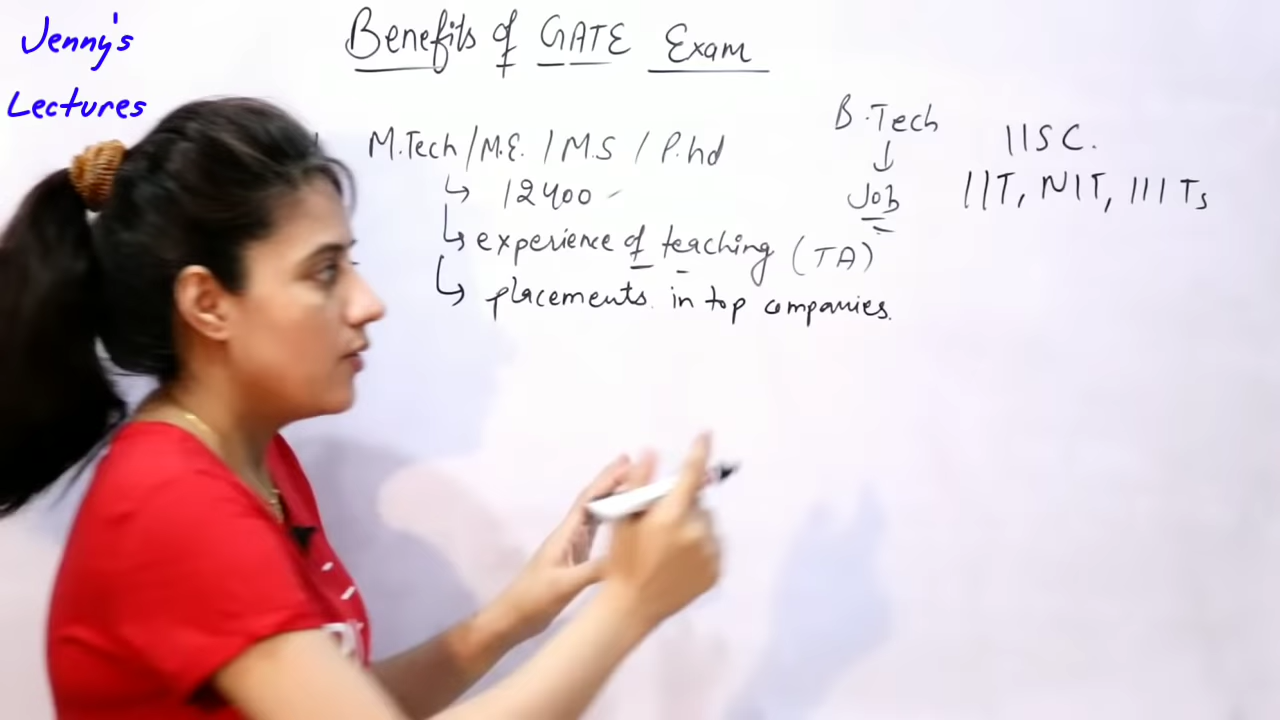 Jenny's
Lectures
Benefits of GATE Exam
M.Tech / M.E. / M.S / P.hd
12400
experience of teaching (TA)
placements. in top companies.
B.Tech
Job
IISC.
IIT, NIT, IIITs